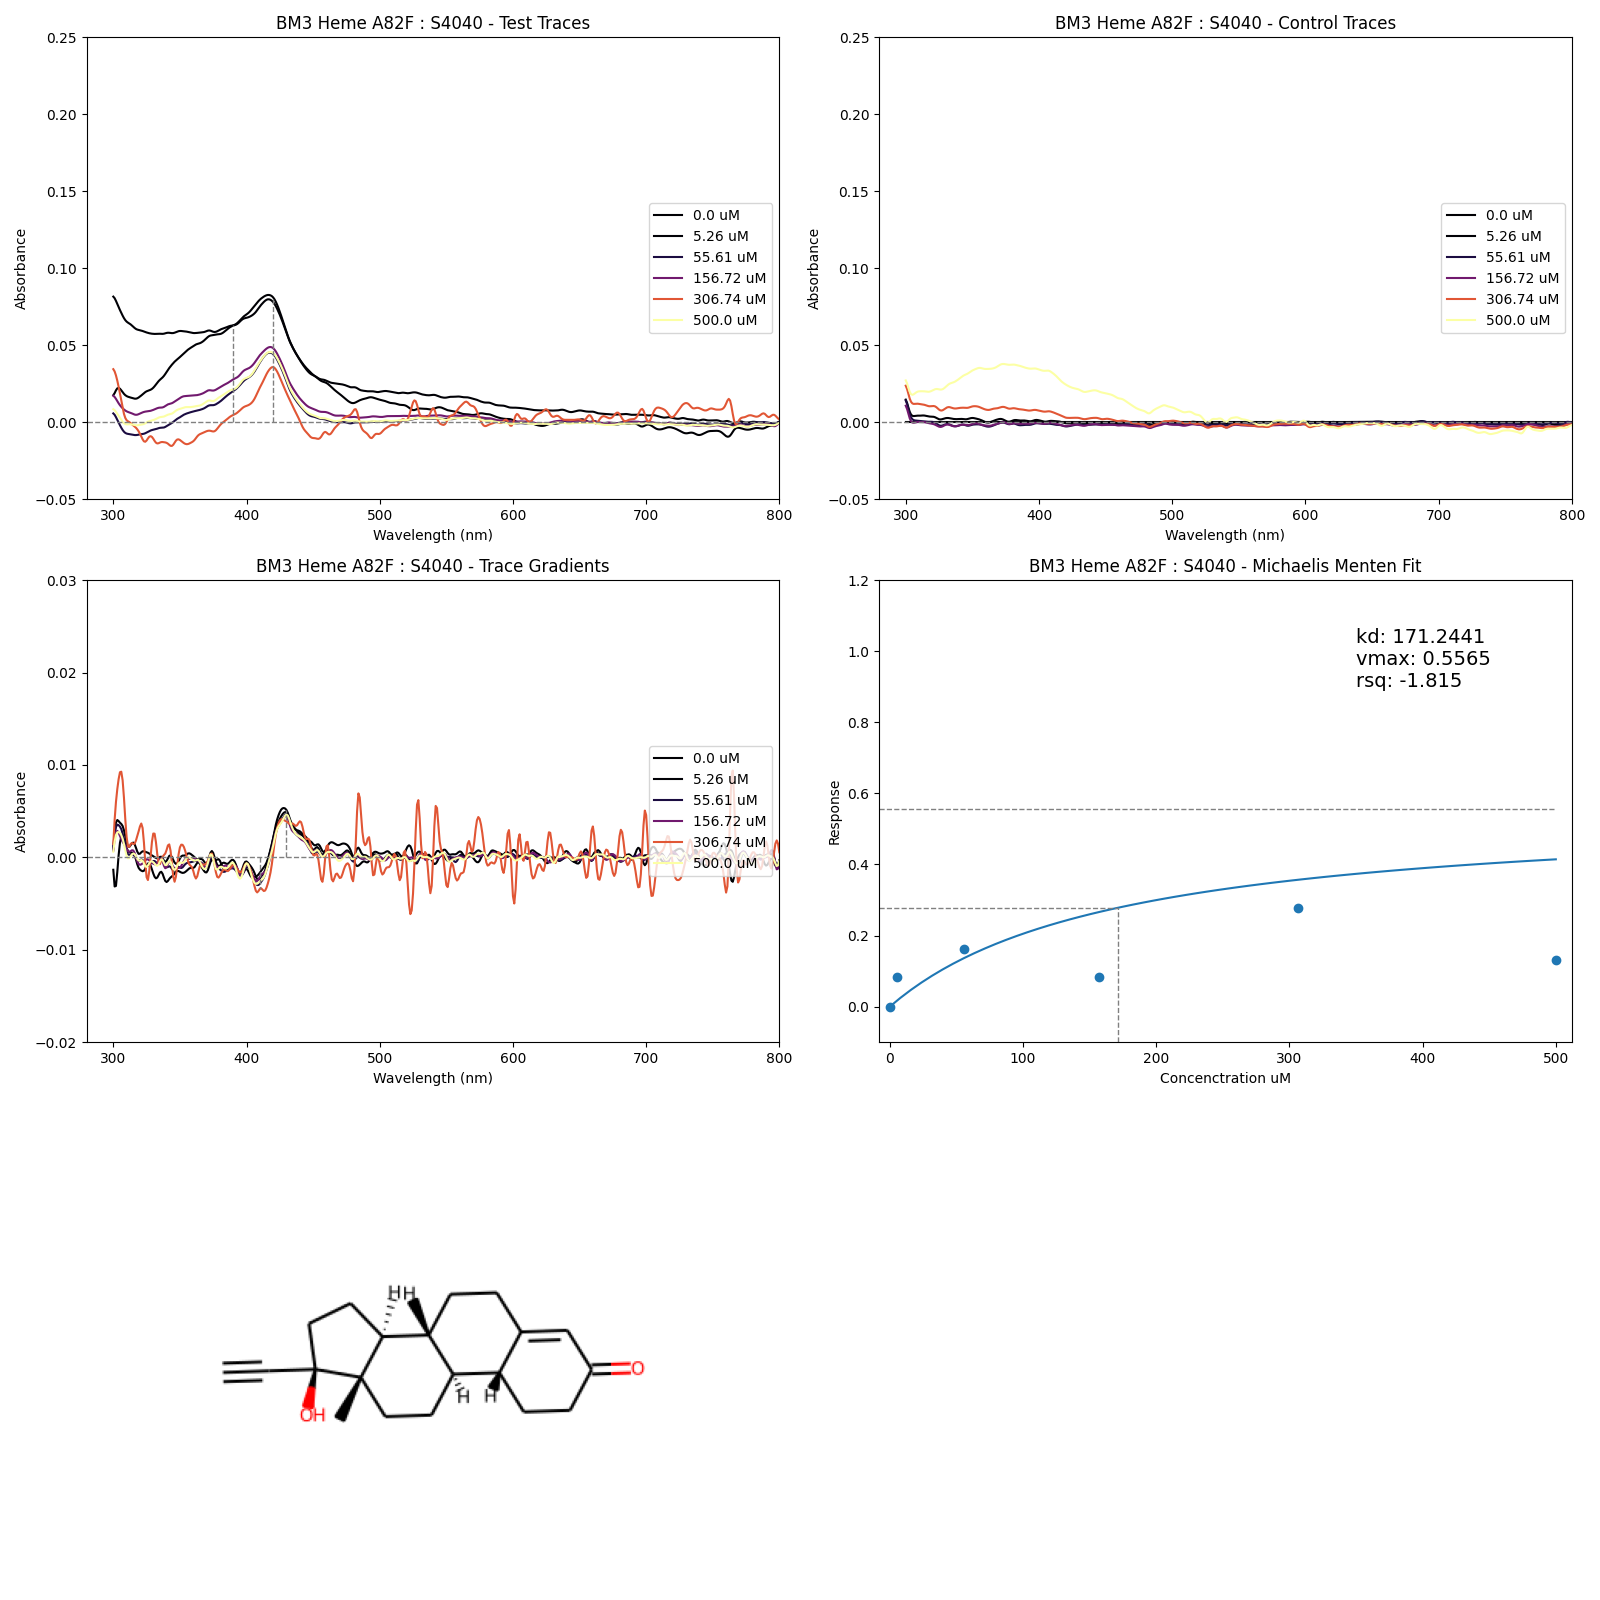 BM3 Heme A82F : S4040 - Test Traces
0.25
0.20
0.15
0.10
0.05
0.00
−0.05
Absorbance
300 400 500 600 700 800
Wavelength (nm)
0.0 uM
5.26 uM
55.61 uM
156.72 uM
306.74 uM
500.0 uM
BM3 Heme A82F : S4040 - Control Traces
0.25
0.20
0.15
0.10
0.05
0.00
−0.05
Absorbance
300 400 500 600 700 800
Wavelength (nm)
0.0 uM
5.26 uM
55.61 uM
156.72 uM
306.74 uM
500.0 uM
BM3 Heme A82F : S4040 - Trace Gradients
0.03
0.02
0.01
0.00
−0.01
−0.02
Absorbance
300 400 500 600 700 800
Wavelength (nm)
0.0 uM
5.26 uM
55.61 uM
156.72 uM
306.74 uM
500.0 uM
BM3 Heme A82F : S4040 - Michaelis Menten Fit
1.2
1.0
0.8
0.6
0.4
0.2
0.0
Response
kd: 171.2441
vmax: 0.5565
rsq: -1.815
0 100 200 300 400 500
Concenctration uM
H H
O
H H
OH